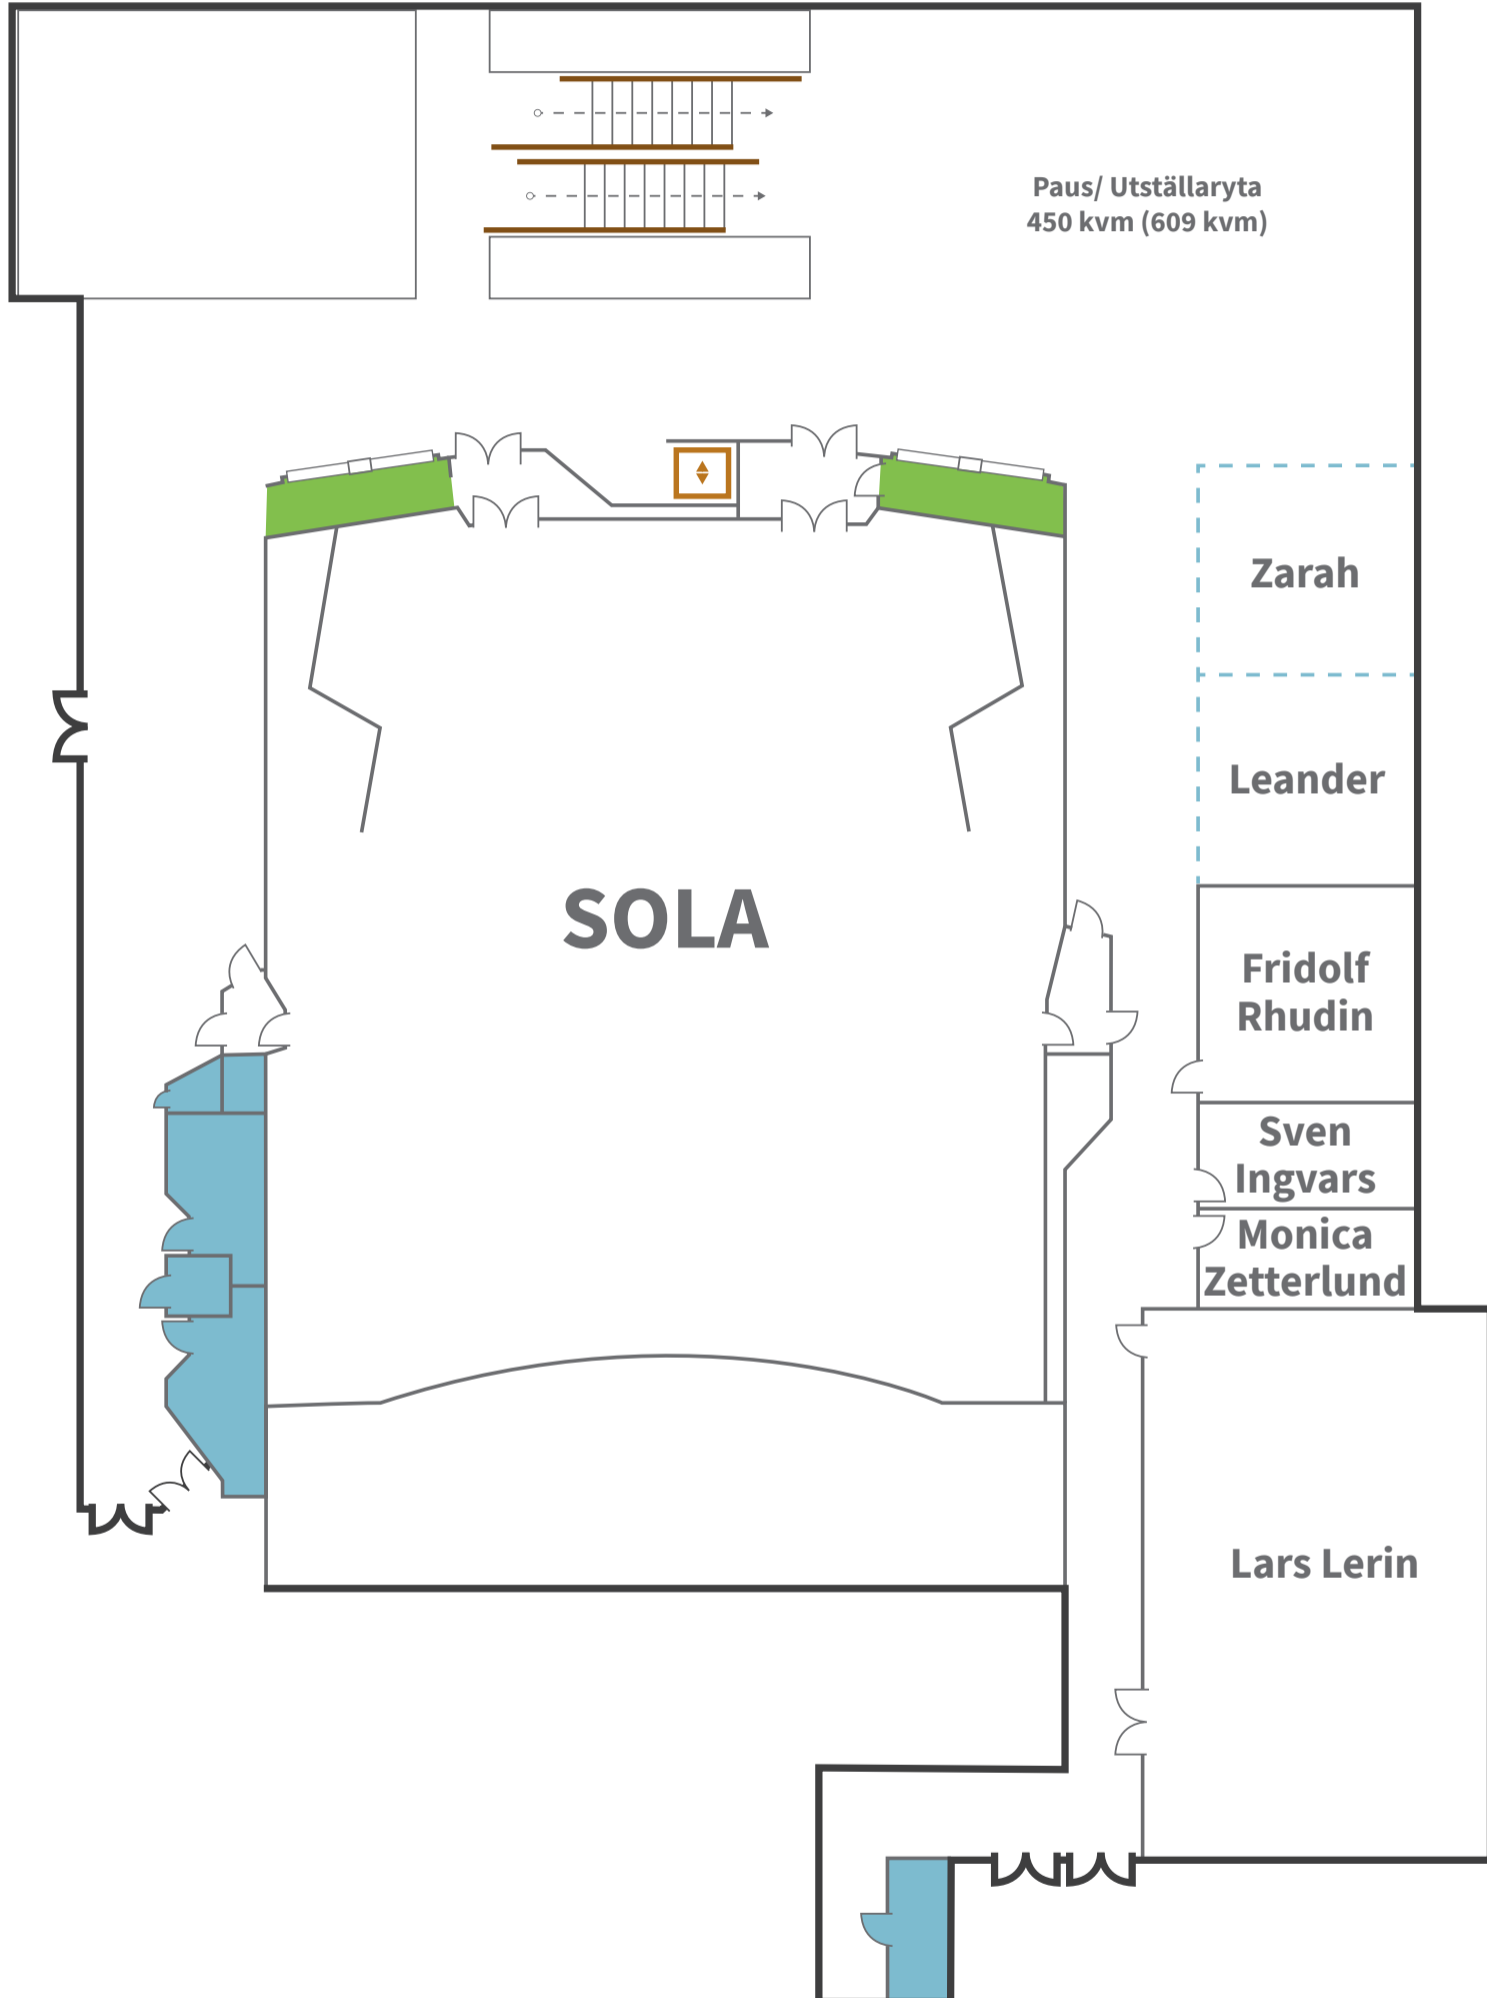 Paus/ Utställaryta
450 kvm (609 kvm)
Zarah
Leander
SOLA
Fridolf
Rhudin
Sven
Ingvars
Monica
Zetterlund
Lars Lerin